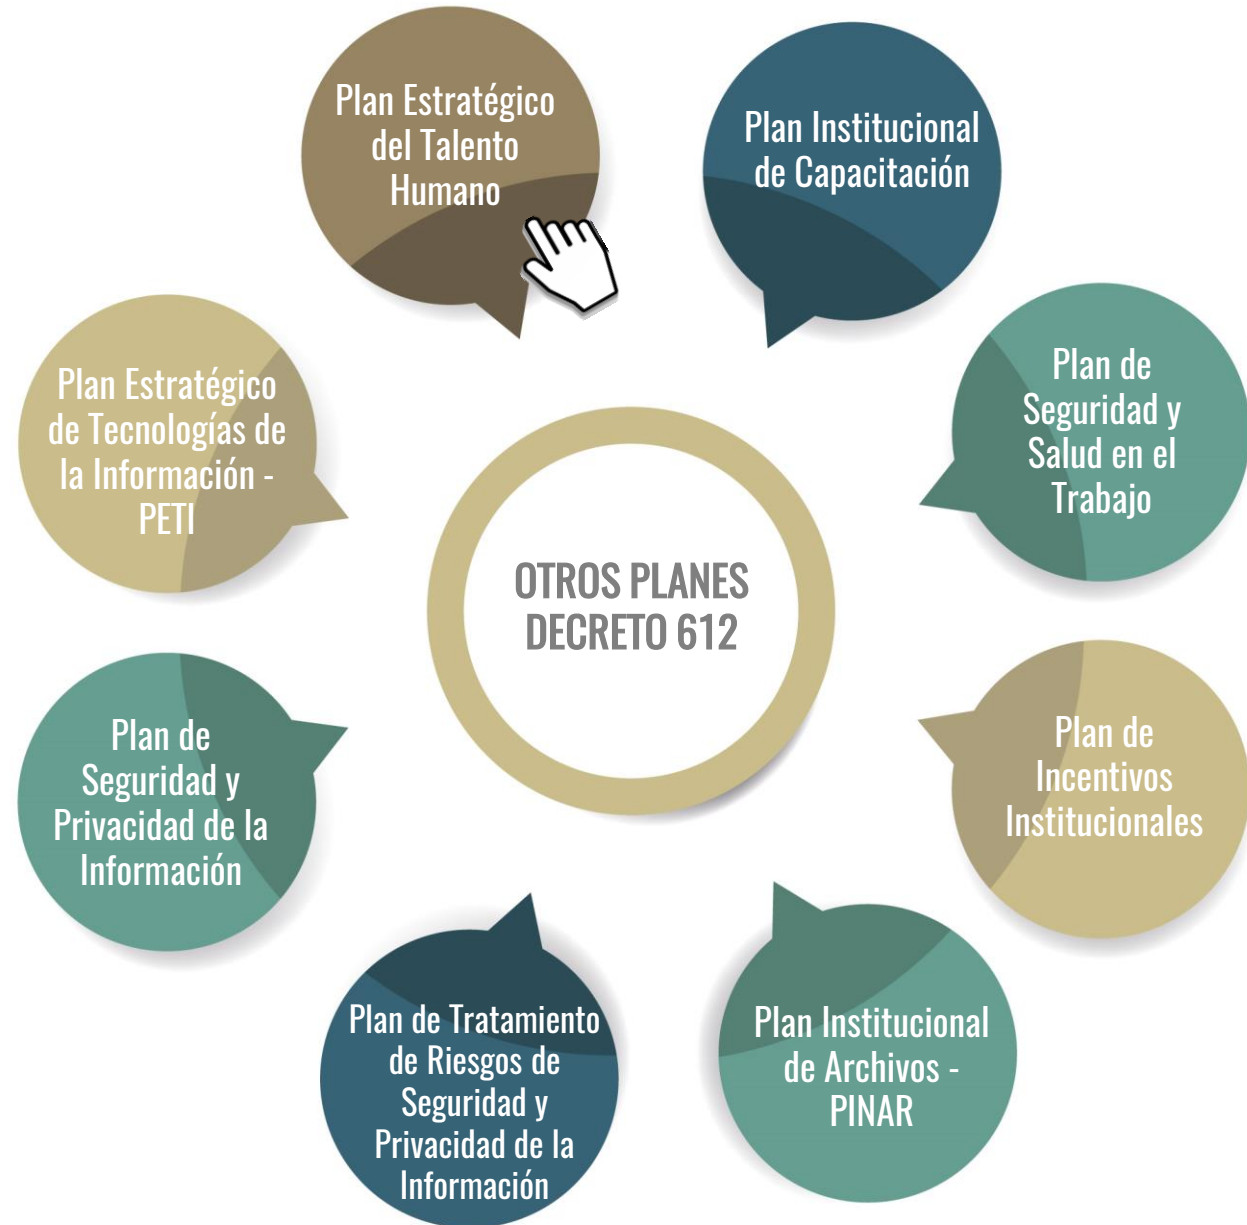 Plan Estratégico
del Talento
Humano
Plan Institucional
de Capacitación
Plan de
Seguridad y
Salud en el
Trabajo
Plan Estratégico
de Tecnologías de
la Información -
PETI
OTROS PLANES
DECRETO 612
Plan de
Seguridad y
Privacidad de la
Información
Plan de
Incentivos
Institucionales
Plan de Tratamiento
de Riesgos de
Seguridad y
Privacidad de la
Información
Plan Institucional
de Archivos -
PINAR